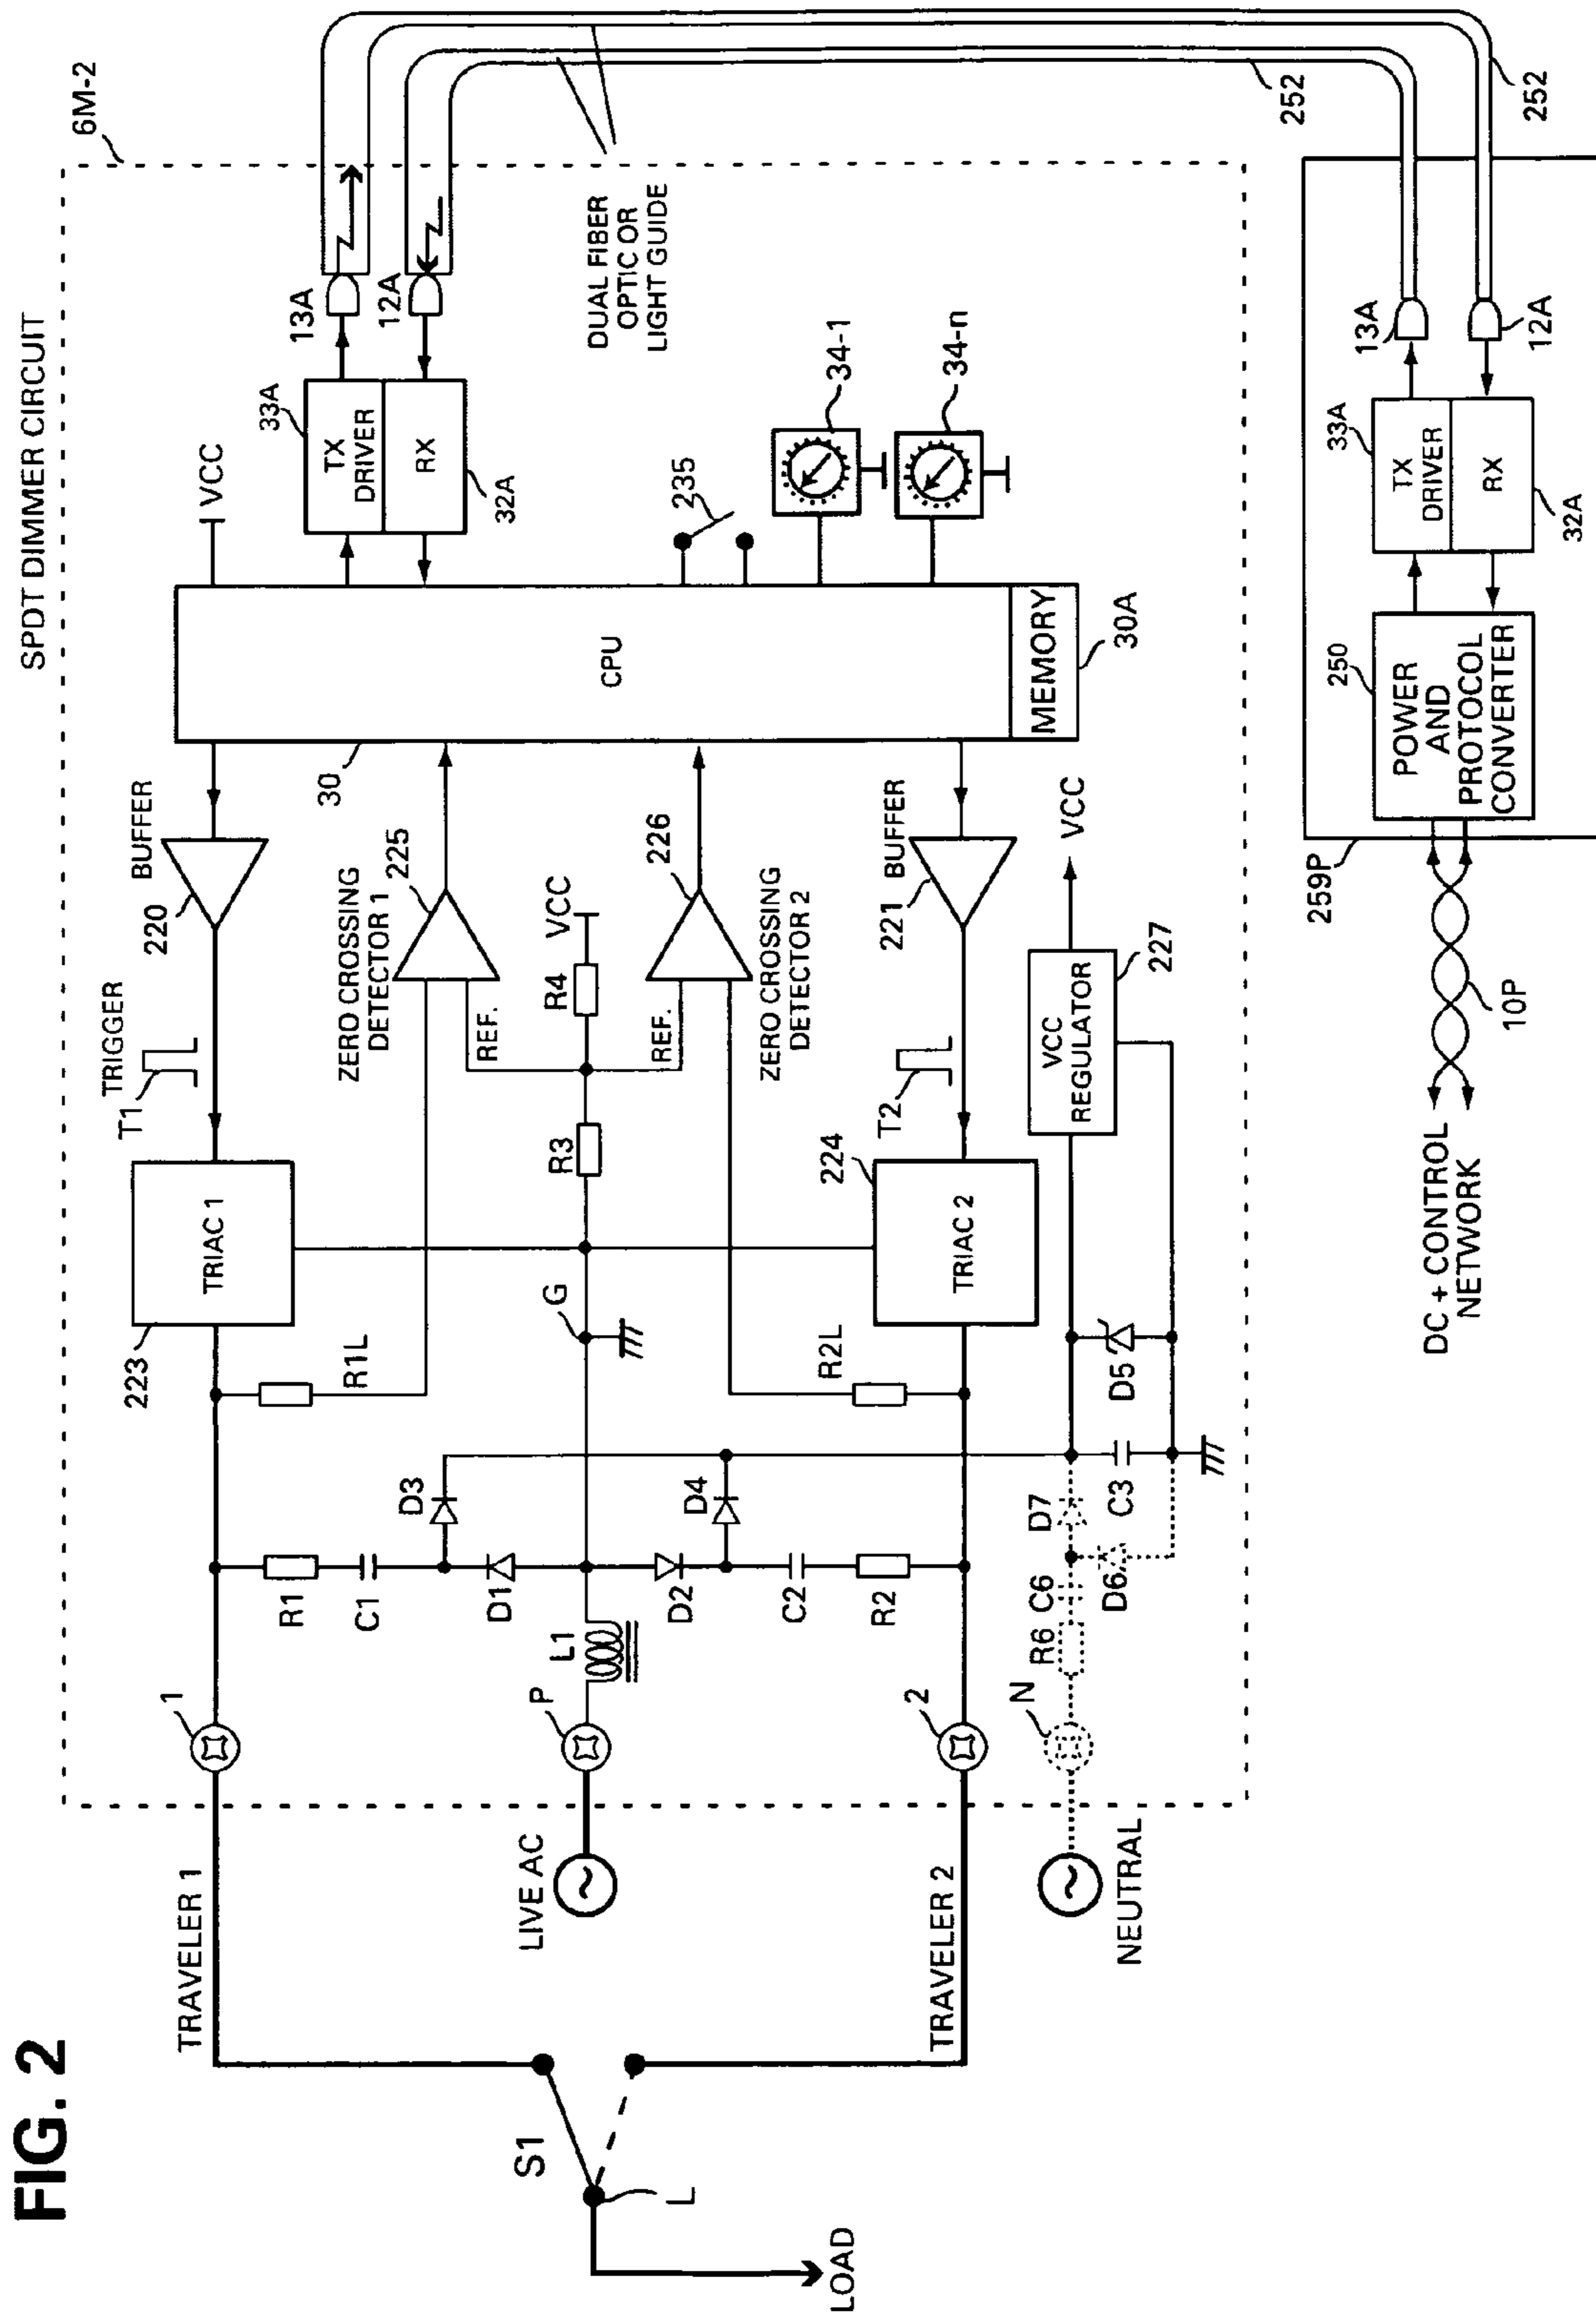 FIG. 2
SPDT DIMMER CIRCUIT
6M-2
TRAVELER 1
1
R1
C1
D3
D1
R1L
223
TRIAC 1
T1
TRIGGER
220
BUFFER
30
CPU
MEMORY
30A
VCC
33A
TX
DRIVER
RX
32A
13A
12A
DUAL FIBER
OPTIC OR
LIGHT GUIDE
252
252
235
34-1
34-n
ZERO CROSSING
DETECTOR 1
225
REF.
R4
VCC
R3
G
REF.
226
ZERO CROSSING
DETECTOR 2
LIVE AC
P
L1
D2
D4
C2
R2
R2L
224
TRIAC 2
T2
221
BUFFER
S1
L
LOAD
TRAVELER 2
2
NEUTRAL
N
R6
C6
D6
D7
C3
D5
VCC
REGULATOR
227
VCC
259P
250
POWER
AND
PROTOCOL
CONVERTER
33A
TX
DRIVER
RX
32A
13A
12A
10P
DC + CONTROL
NETWORK